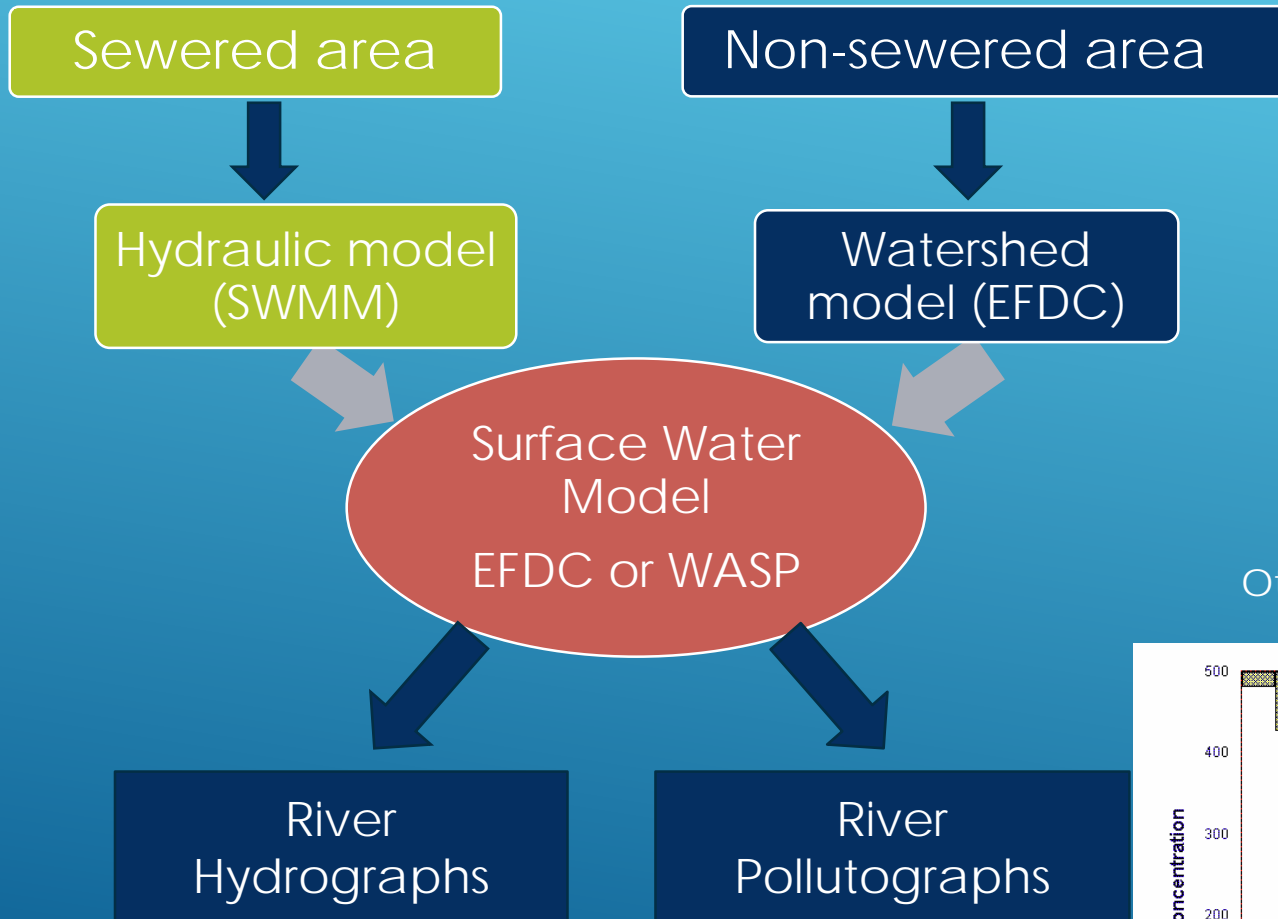 Sewered area
Non-sewered area
Hydraulic model
(SWMM)
Watershed
model (EFDC)
Surface Water
Model
EFDC or WASP
River
Hydrographs
River
Pollutographs
500
400
300
200